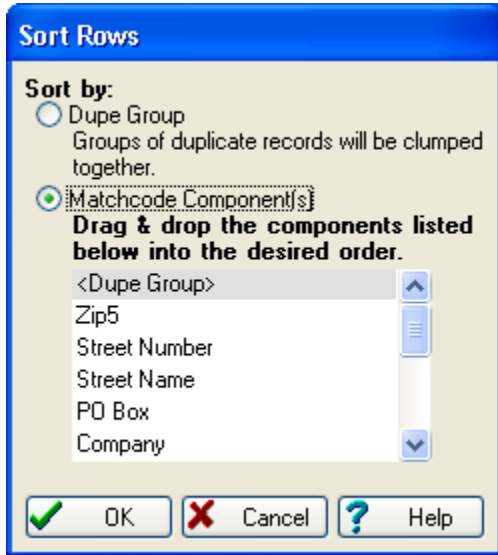 Sort Rows
Sort by:
Dupe Group
Groups of duplicate records will be clumped
together.
Matchcode Component(s)
Drag & drop the components listed
below into the desired order.
<Dupe Group>
Zip5
Street Number
Street Name
PO Box
Company
OK Cancel Help